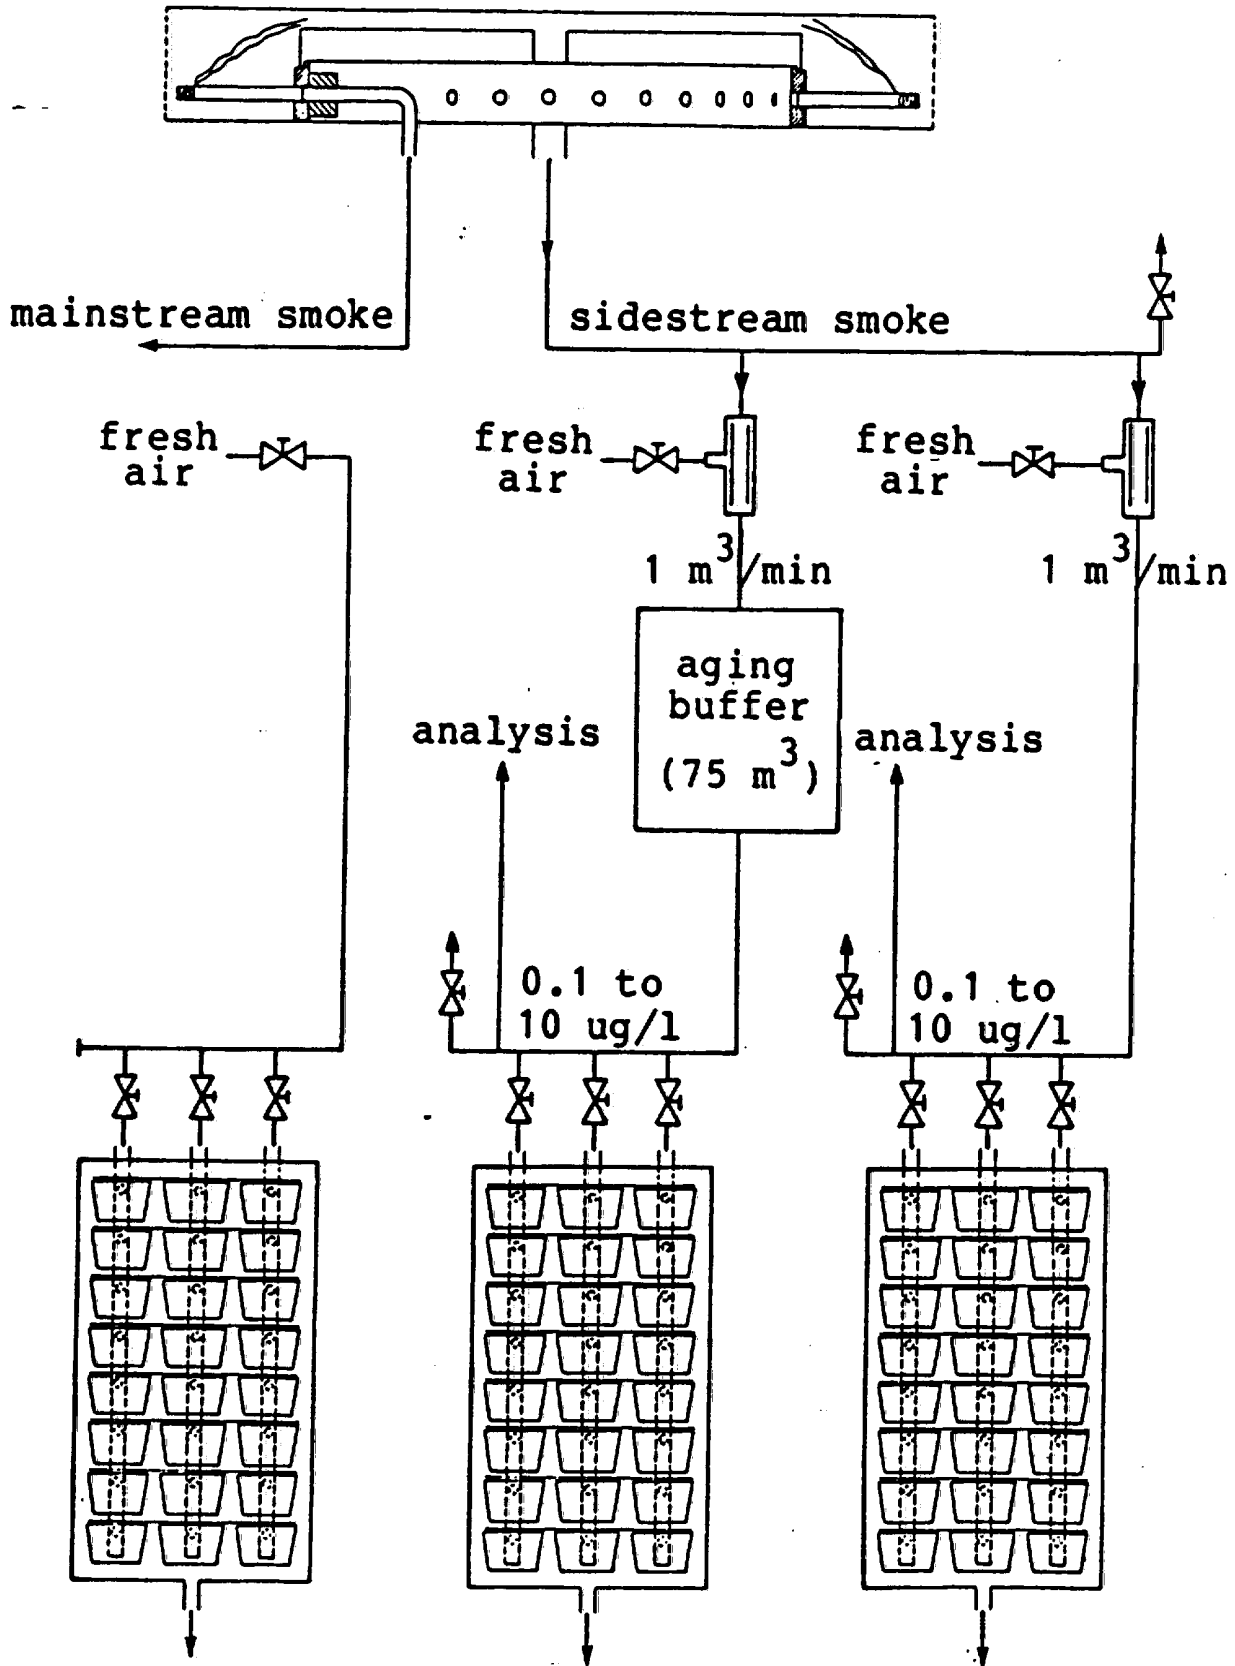 mainstream smoke
sidestream smoke
fresh
air
fresh
air
fresh
air
1 m³/min
1 m³/min
aging
buffer
(75 m³)
analysis
analysis
0.1 to
10 ug/l
0.1 to
10 ug/l